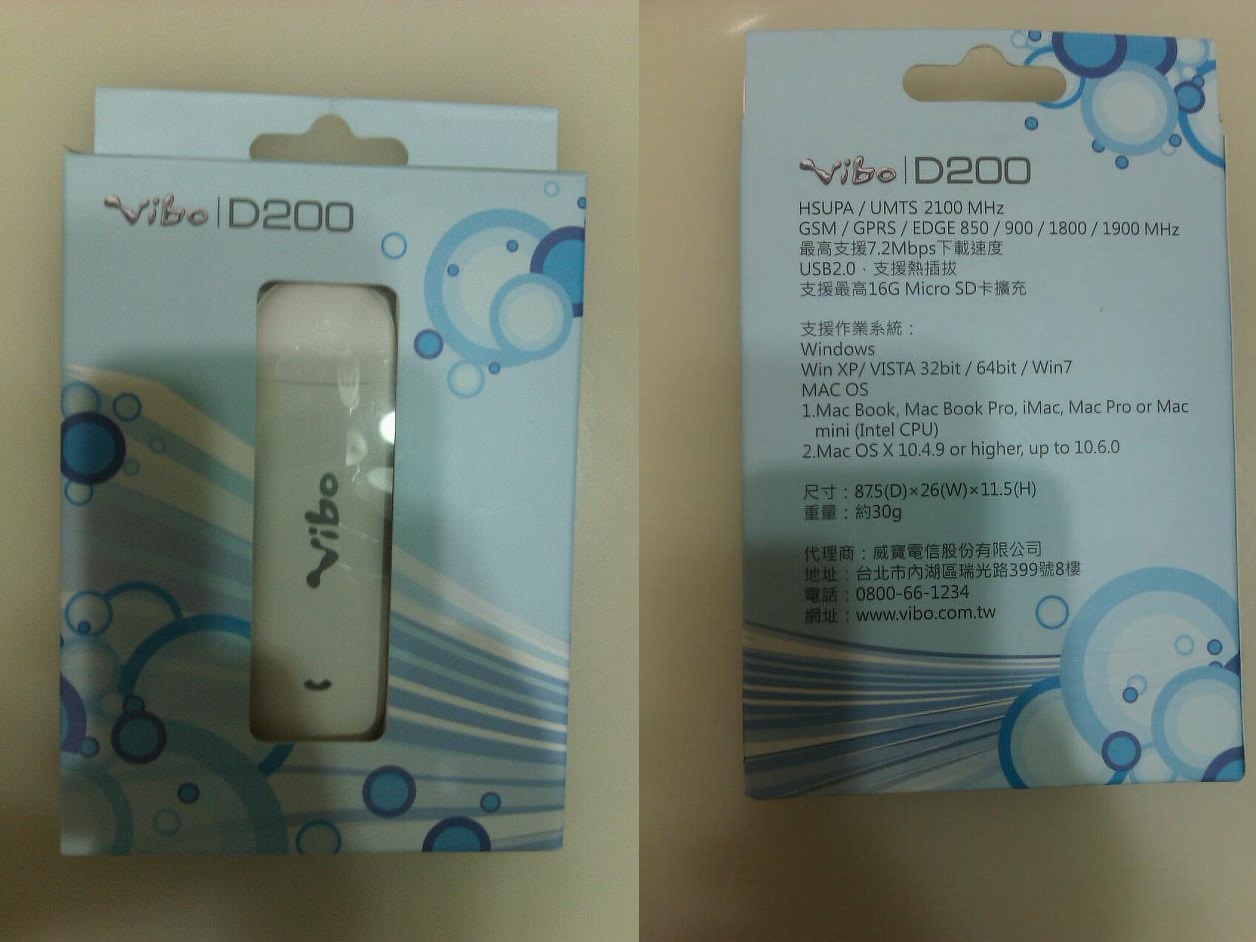 Vibo | D200
Vibo
Vibo | D200
HSUPA / UMTS 2100 MHz
GSM / GPRS / EDGE 850 / 900 / 1800 / 1900 MHz
最高支援7.2Mbps下載速度
USB2.0，支援熱插拔
支援最高16G Micro SD卡擴充
支援作業系統：
Windows
Win XP/ VISTA 32bit / 64bit / Win7
MAC OS
1.Mac Book, Mac Book Pro, iMac, Mac Pro or Mac
mini (Intel CPU)
2.Mac OS X 10.4.9 or higher, up to 10.6.0
尺寸：87.5(D)×26(W)×11.5(H)
重量：約30g
代理商：威寶電信股份有限公司
地址：台北市內湖區瑞光路399號8樓
電話：0800-66-1234
網址：www.vibo.com.tw